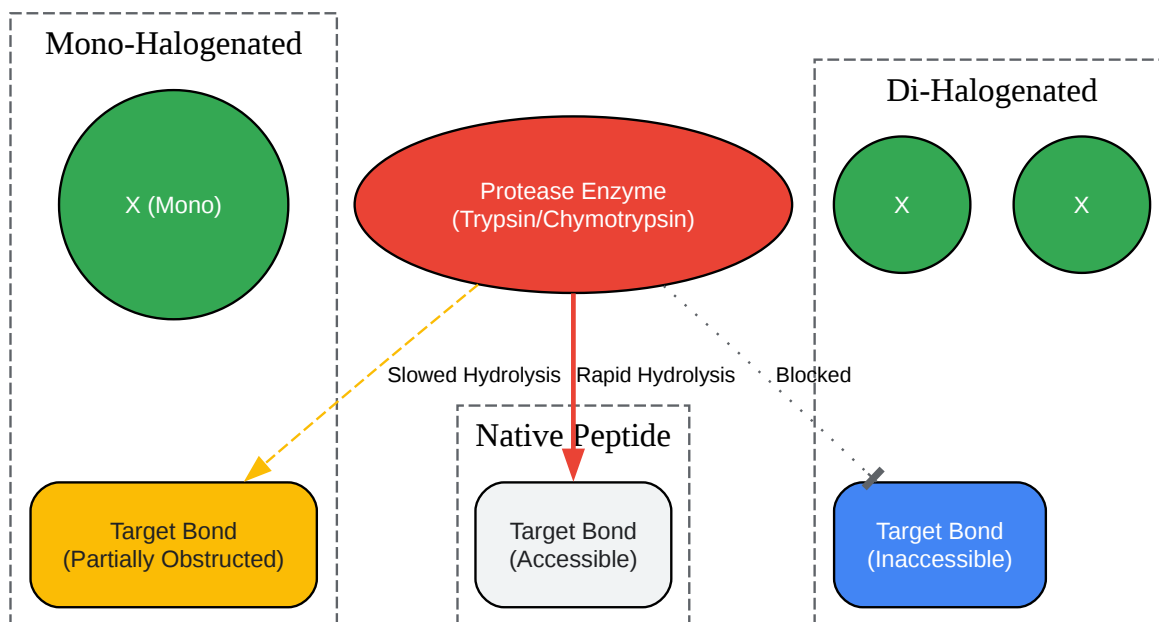 Mono-Halogenated
Di-Halogenated
X (Mono)
Protease Enzyme
(Trypsin/Chymotrypsin)
X
X
Slowed Hydrolysis
Rapid Hydrolysis
Blocked
Native Peptide
Target Bond
(Partially Obstructed)
Target Bond
(Accessible)
Target Bond
(Inaccessible)